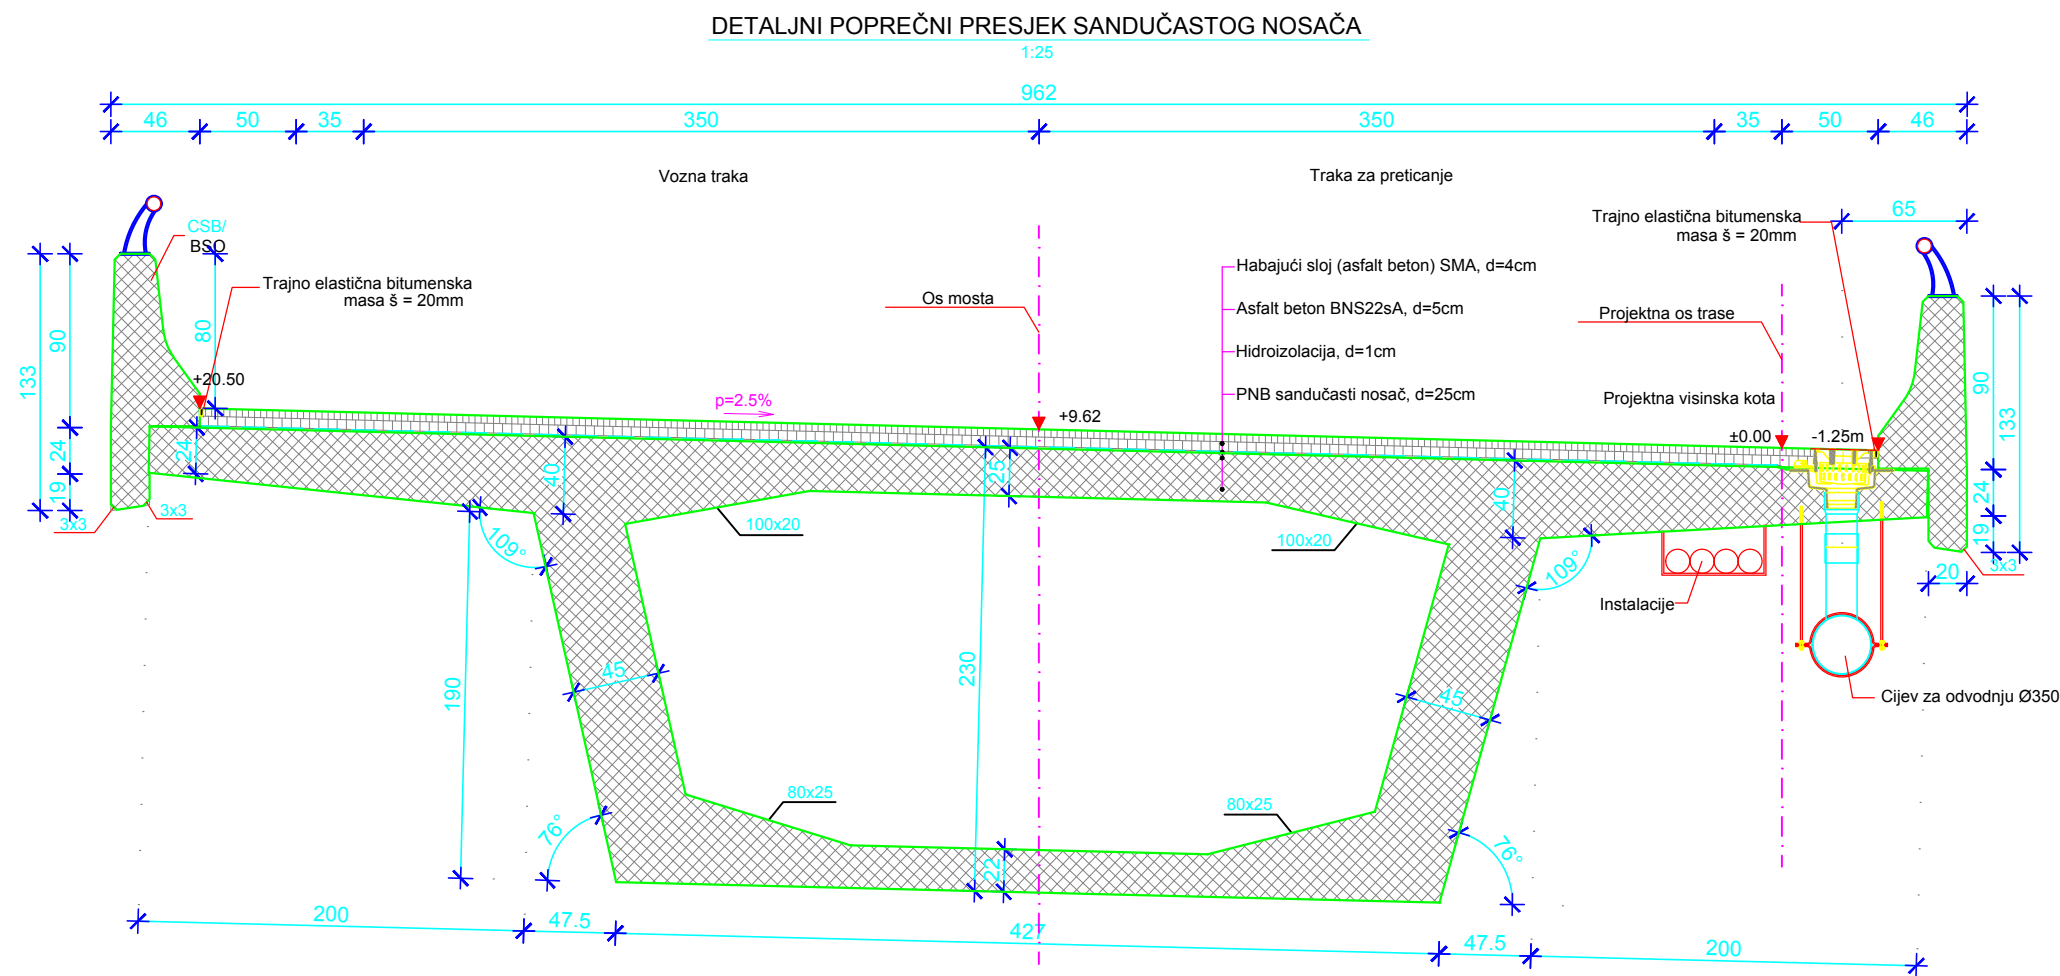 DETALJNI POPREČNI PRESJEK SANDUČASTOG NOSAČA
1:25
962
46
50
35
350
350
35
50
46
Vozna traka
Traka za preticanje
CSB/
BSO
Trajno elastična bitumenska
masa š = 20mm
Os mosta
Habajući sloj (asfalt beton) SMA, d=4cm
Asfalt beton BNS22sA, d=5cm
Hidroizolacija, d=1cm
PNB sandučasti nosač, d=25cm
Trajno elastična bitumenska
masa š = 20mm
65
Projektna os trase
Projektna visinska kota
133
90
24
19
80
24
+20.50
p=2.5%
+9.62
±0.00
-1.25m
90
133
24
19
20
3x3
3x3
3x3
40
25
40
100x20
100x20
109°
109°
Instalacije
45
45
190
230
Cijev za odvodnju Ø350
80x25
80x25
76°
76°
22
200
47.5
427
47.5
200